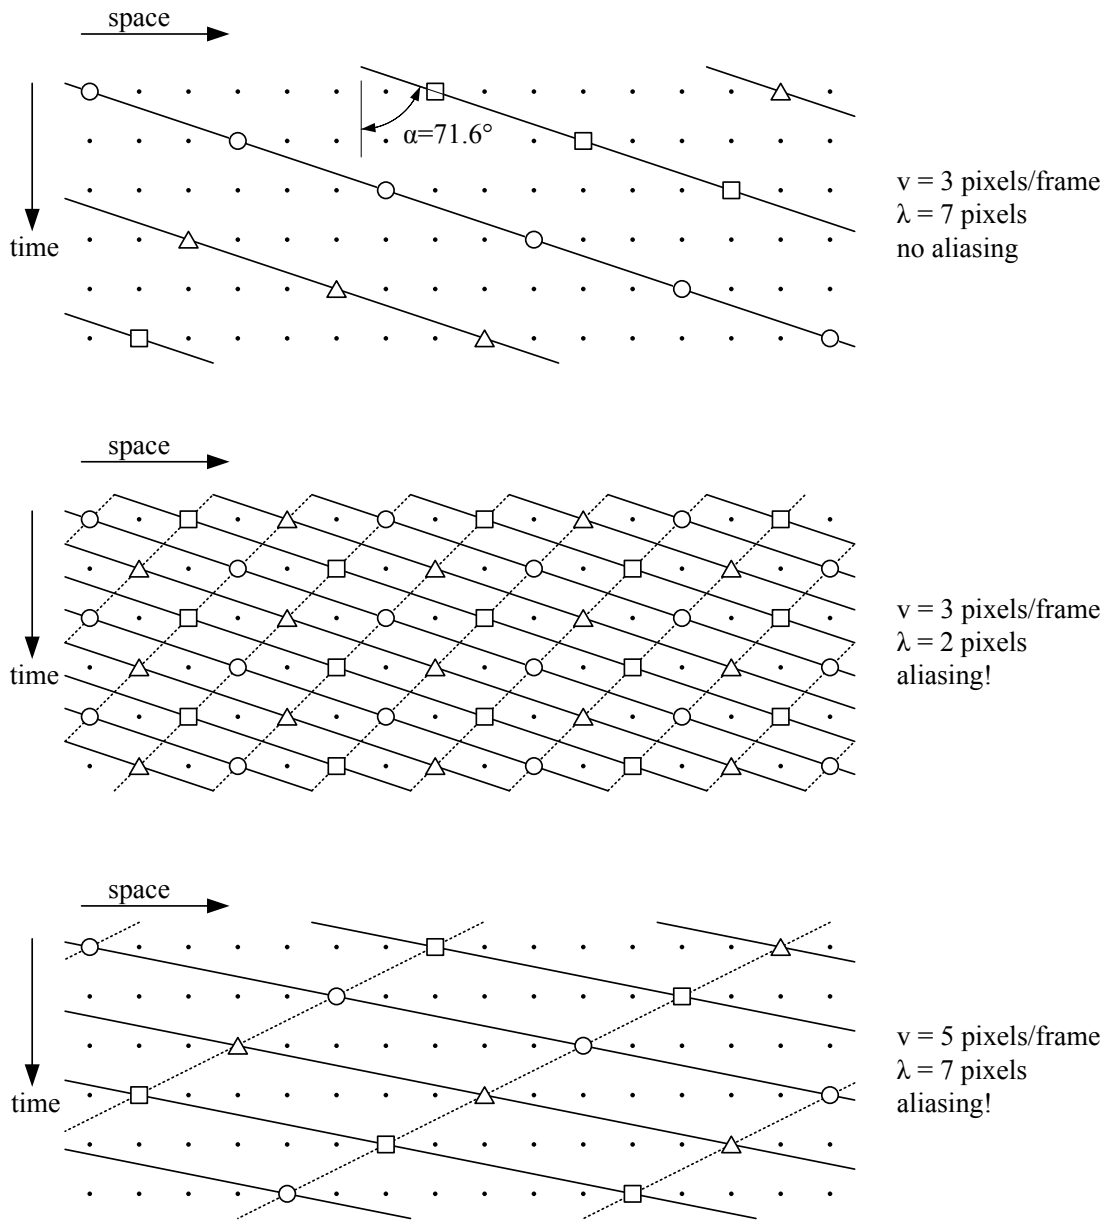 space
α=71.6°
time
v = 3 pixels/frame
λ = 7 pixels
no aliasing
space
time
v = 3 pixels/frame
λ = 2 pixels
aliasing!
space
time
v = 5 pixels/frame
λ = 7 pixels
aliasing!